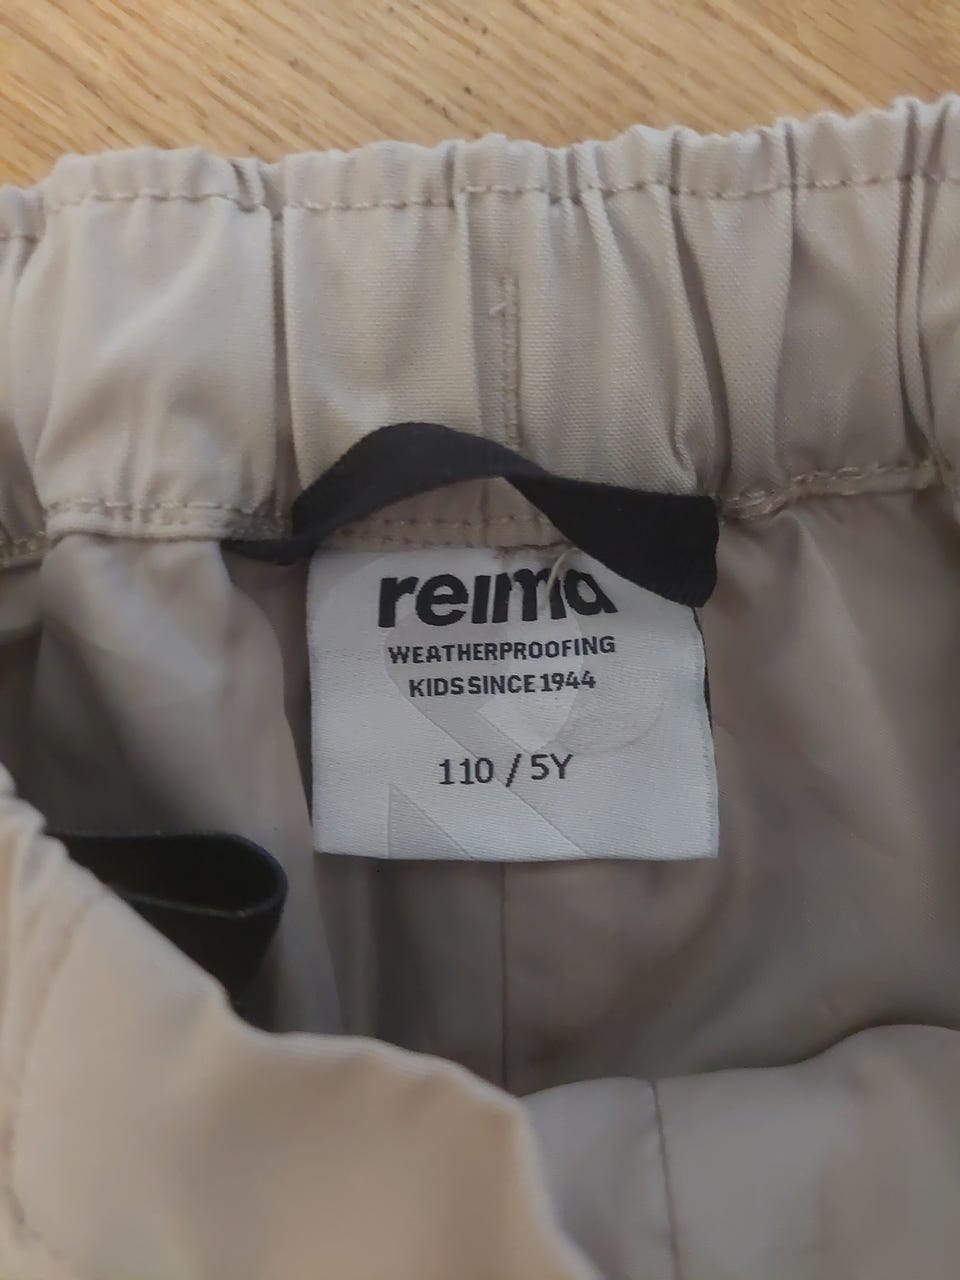 reima
WEATHERPROOFING
KIDS SINCE 1944
110 / 5Y